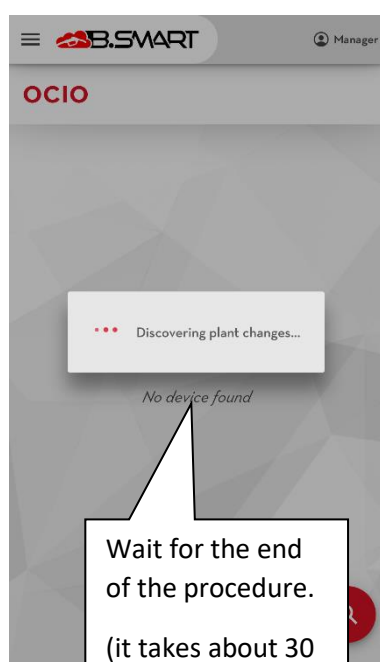 B.SMART
Manager
OCIO
Discovering plant changes...
No device found
Wait for the end
of the procedure.
(it takes about 30